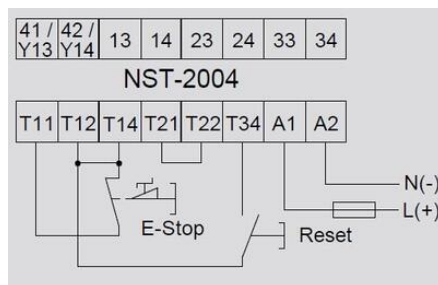 41 / 42 / 13 14 23 24 33 34
Y13 Y14
NST-2004
T11 T12 T14 T21 T22 T34 A1 A2
N(-)
L(+)
E-Stop Reset